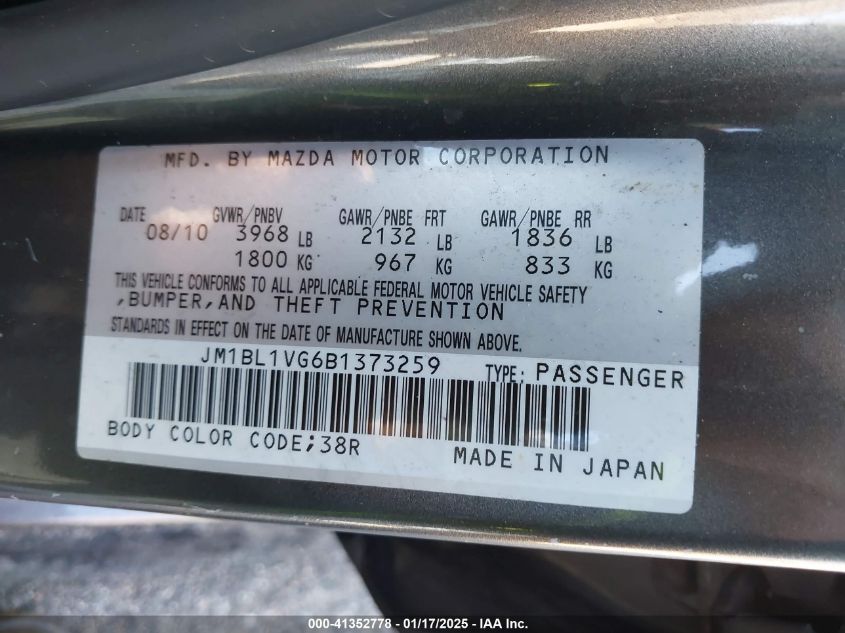 MFD. BY MAZDA MOTOR CORPORATION
DATE GVWR/PNBV GAWR/PNBE FRT GAWR/PNBE RR
08/10 3968 LB 2132 LB 1836 LB
1800 KG 967 KG 833 KG
THIS VEHICLE CONFORMS TO ALL APPLICABLE FEDERAL MOTOR VEHICLE SAFETY
,BUMPER,AND THEFT PREVENTION
STANDARDS IN EFFECT ON THE DATE OF MANUFACTURE SHOWN ABOVE.
JM1BL1VG6B1373259 TYPE: PASSENGER
BODY COLOR CODE;38R
MADE IN JAPAN
000-41352778 - 01/17/2025 - IAA Inc.